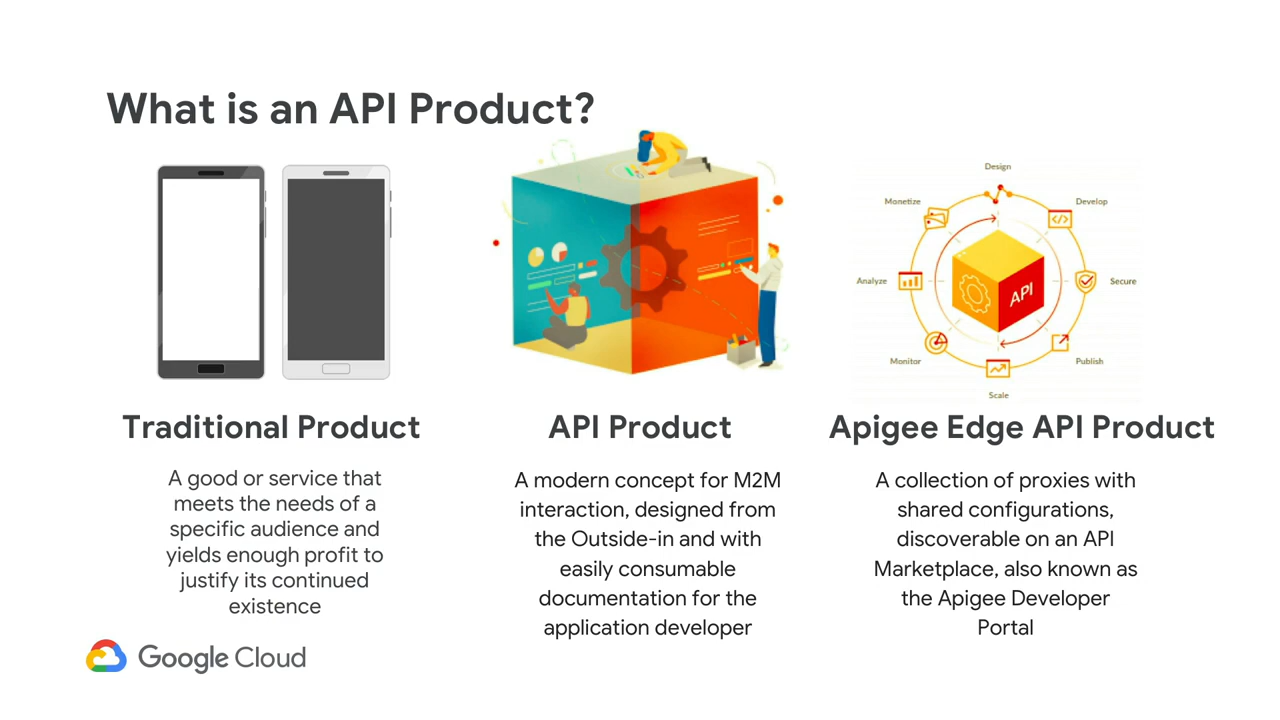 What is an API Product?
Design
Monetize
Develop
Analyze
API
Secure
Monitor
Publish
Scale
Traditional Product
A good or service that
meets the needs of a
specific audience and
yields enough profit to
justify its continued
existence
API Product
A modern concept for M2M
interaction, designed from
the Outside-in and with
easily consumable
documentation for the
application developer
Apigee Edge API Product
A collection of proxies with
shared configurations,
discoverable on an API
Marketplace, also known as
the Apigee Developer
Portal
Google Cloud